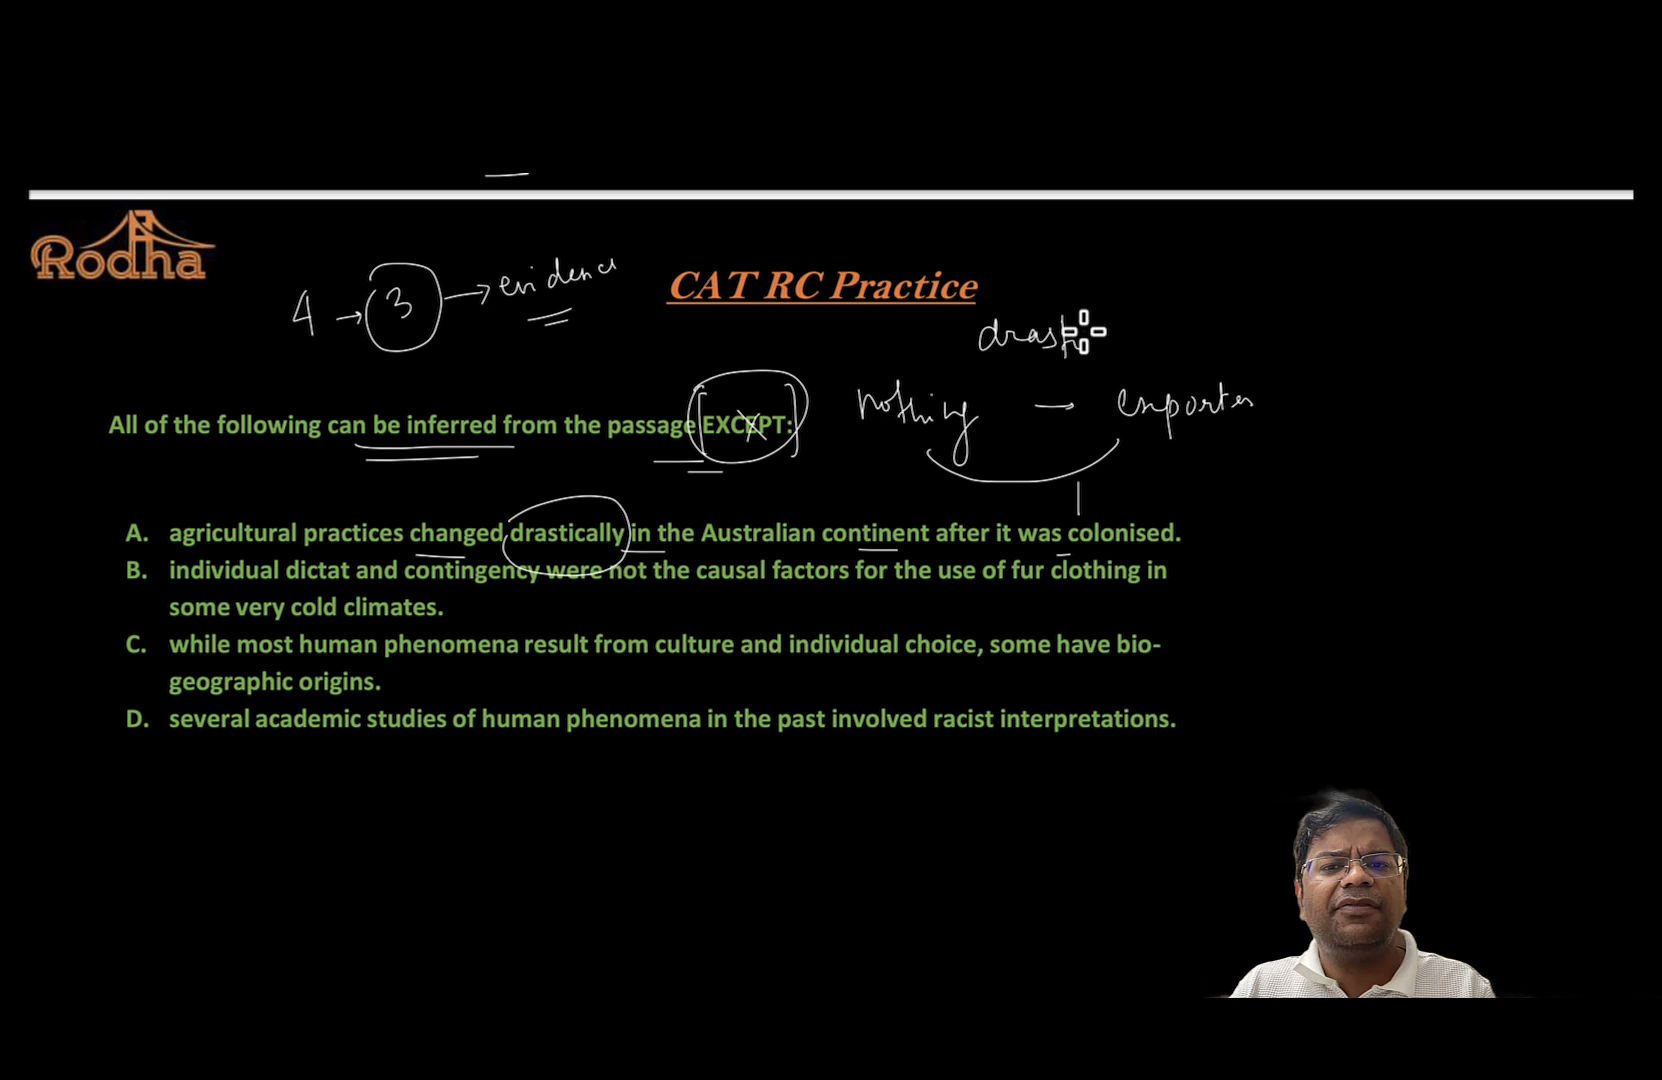 Rodha
4 → 3 → evidence
CAT RC Practice
All of the following can be inferred from the passage EXCEPT:
nothing →
A. agricultural practices changed drastically in the Australian continent after it was colonised.
B. individual dictat and contingency were not the causal factors for the use of fur clothing in
some very cold climates.
C. while most human phenomena result from culture and individual choice, some have bio-
geographic origins.
D. several academic studies of human phenomena in the past involved racist interpretations.